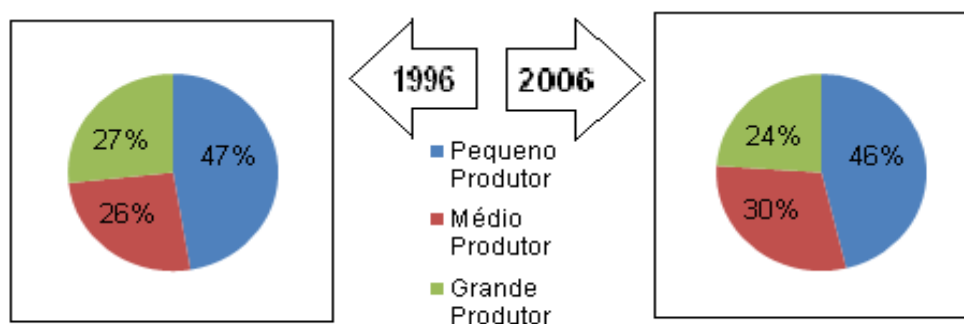 1996
2006
27%
47%
26%
Pequeno
Produtor
Médio
Produtor
Grande
Produtor
24%
46%
30%